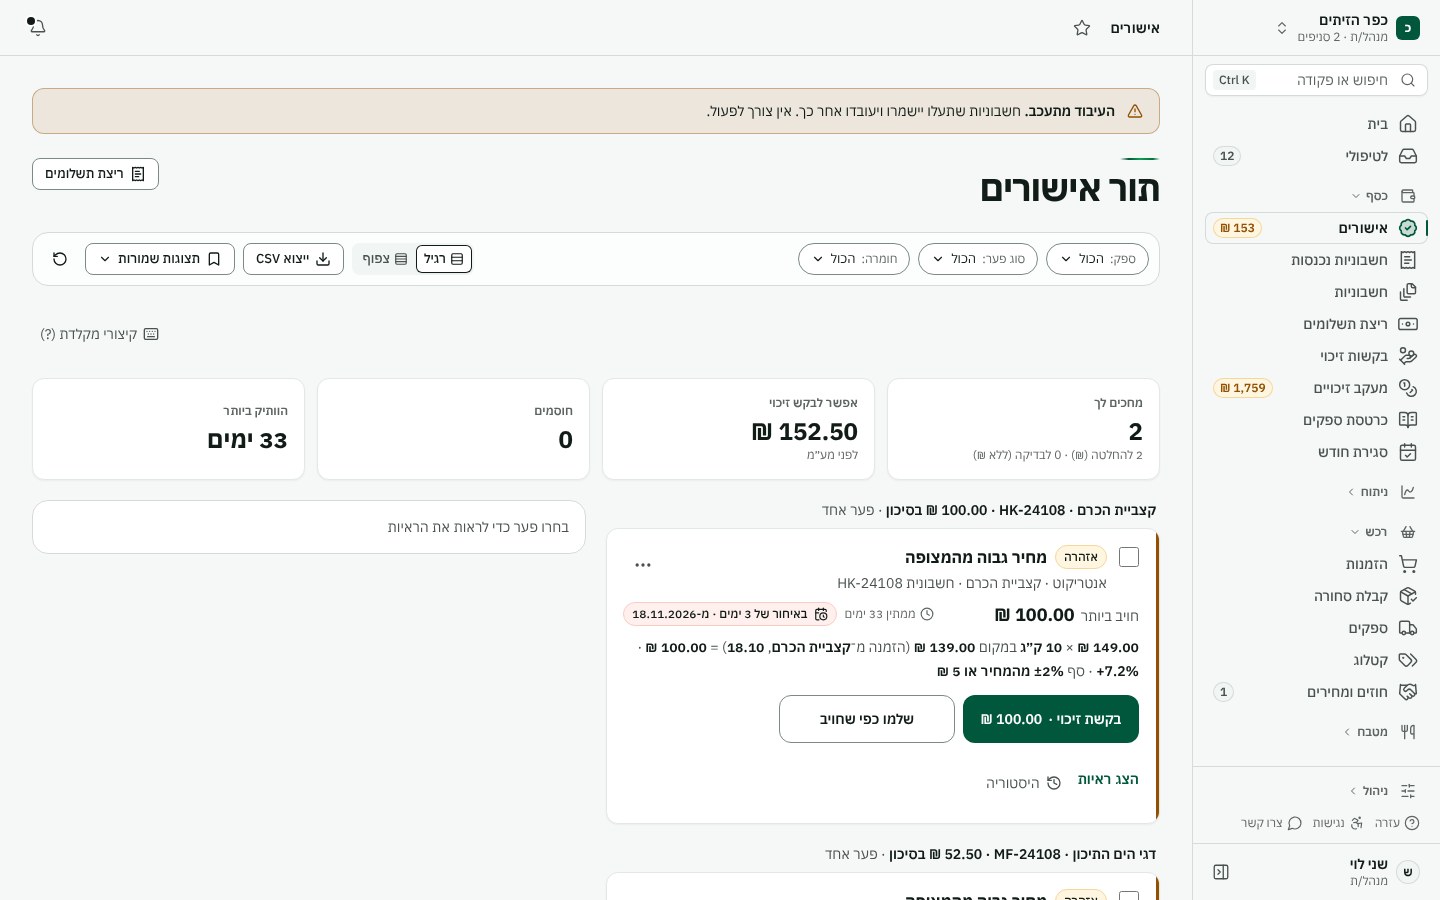 כ
כפר הזיתים
מנהל/ת · 2 סניפים
חיפוש או פקודה
Ctrl K
בית
לטיפולי
12
כסף
אישורים
153 ₪
חשבוניות נכנסות
חשבוניות
ריצת תשלומים
בקשות זיכוי
מעקב זיכויים
1,759 ₪
כרטסת ספקים
סגירת חודש
ניתוח
רכש
הזמנות
קבלת סחורה
ספקים
קטלוג
חוזים ומחירים
1
מטבח
ניהול
עזרה
נגישות
צרו קשר
ש
שני לוי
מנהל/ת
אישורים
העיבוד מתעכב. חשבוניות שתעלו יישמרו ויעובדו אחר כך. אין צורך לפעול.
תור אישורים
ריצת תשלומים
ספק: הכול
סוג פער: הכול
חומרה: הכול
רגיל
צפוף
ייצוא CSV
תצוגות שמורות
קיצורי מקלדת (?)
מחכים לך
2
2 להחלטה (₪) · 0 לבדיקה (ללא ₪)
אפשר לבקש זיכוי
152.50 ₪
לפני מע״מ
חוסמים
0
הוותיק ביותר
33 ימים
קצביית הכרם · HK-24108 · 100.00 ₪ בסיכון · פער אחד
אזהרה
מחיר גבוה מהמצופה
אנטריקוט · קצביית הכרם · חשבונית HK-24108
חויב ביותר 100.00 ₪
ממתין 33 ימים
באיחור של 3 ימים · מ-18.11.2026
149.00 ₪ × 10 ק״ג במקום 139.00 ₪ (הזמנה מ־קצביית הכרם, 18.10) = 100.00 ₪ ·
+7.2% · סף ±2% מהמחיר או 5 ₪
בקשת זיכוי · 100.00 ₪
שלמו כפי שחויב
הצג ראיות
היסטוריה
בחרו פער כדי לראות את הראיות
דגי הים התיכון · MF-24108 · 52.50 ₪ בסיכון · פער אחד
אזהרה
מחיר גבוה מהמצופה